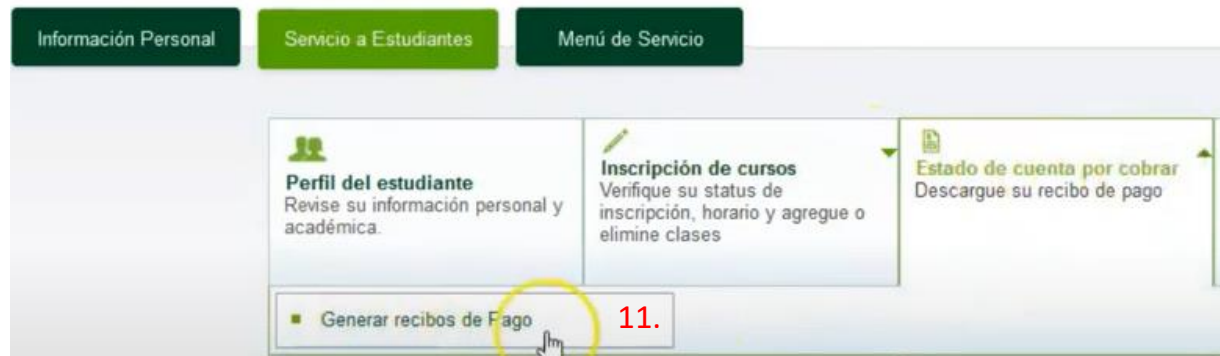 Información Personal
Servicio a Estudiantes
Menú de Servicio
Perfil del estudiante
Revise su información personal y
académica.
Inscripción de cursos
Verifique su status de
inscripción, horario y agregue o
elimine clases
Estado de cuenta por cobrar
Descargue su recibo de pago
Generar recibos de Pago
11.